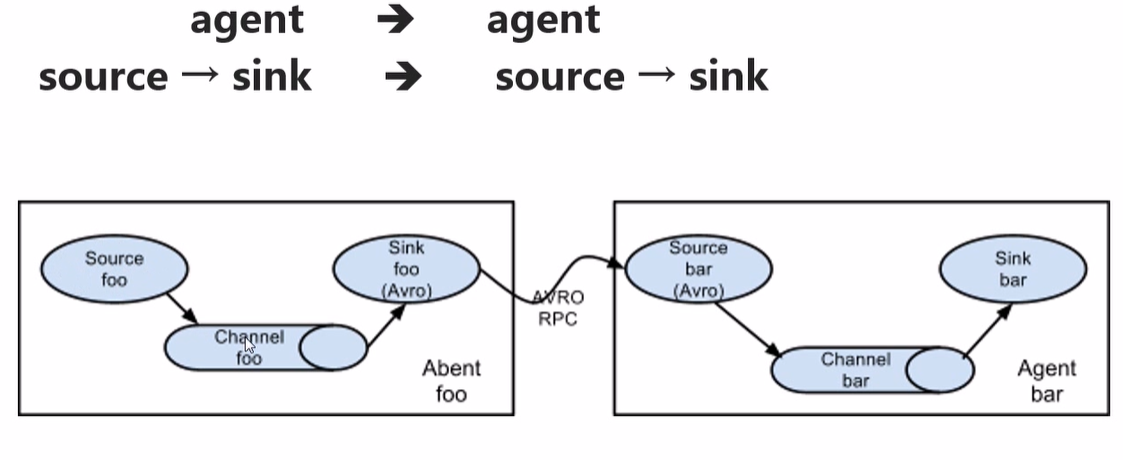 agent ➔ agent
source → sink ➔ source → sink
Source
foo
Channel
foo
Sink
foo
(Avro)
Abent
foo
AVRO
RPC
Source
bar
(Avro)
Channel
bar
Sink
bar
Agent
bar